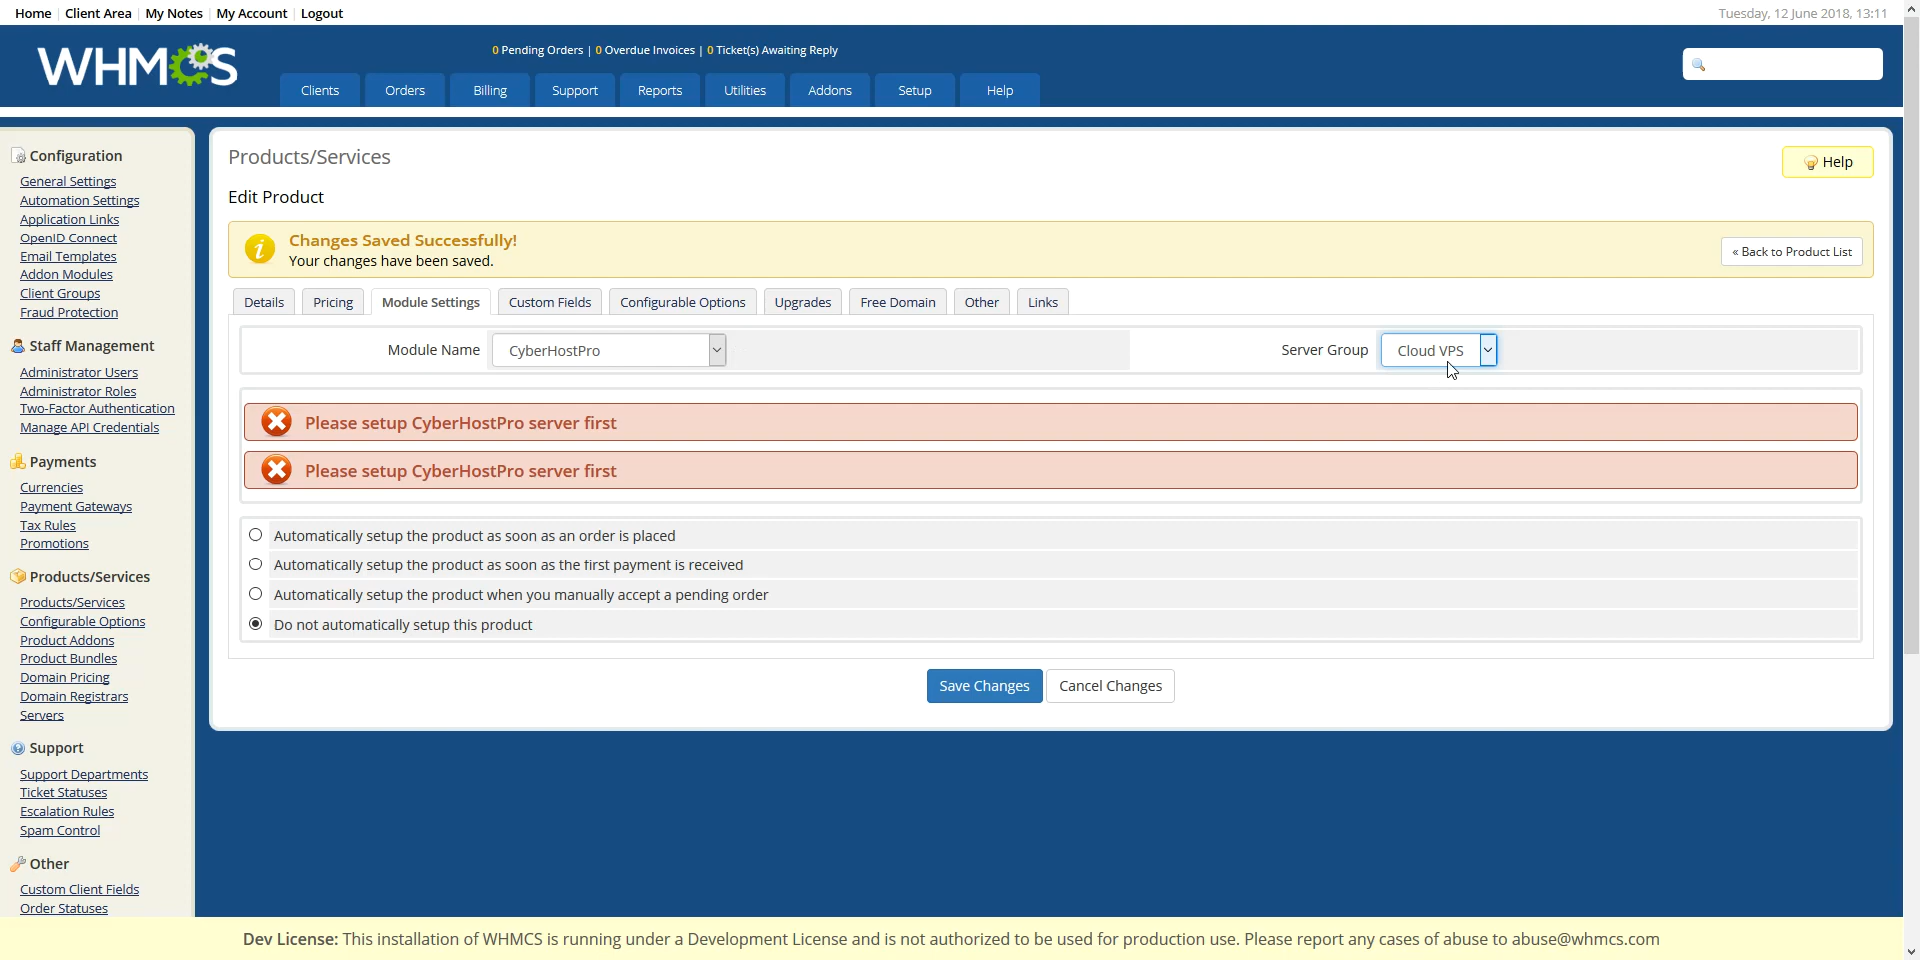 Home | Client Area | My Notes | My Account | Logout
Tuesday, 12 June 2018, 13:11
WHMCS
0 Pending Orders | 0 Overdue Invoices | 0 Ticket(s) Awaiting Reply
Clients Orders Billing Support Reports Utilities Addons Setup Help
Configuration
General Settings
Automation Settings
Application Links
OpenID Connect
Email Templates
Addon Modules
Client Groups
Fraud Protection
Staff Management
Administrator Users
Administrator Roles
Two-Factor Authentication
Manage API Credentials
Payments
Currencies
Payment Gateways
Tax Rules
Promotions
Products/Services
Products/Services
Configurable Options
Product Addons
Product Bundles
Domain Pricing
Domain Registrars
Servers
Support
Support Departments
Ticket Statuses
Escalation Rules
Spam Control
Other
Custom Client Fields
Order Statuses
Products/Services
Help
Edit Product
Changes Saved Successfully!
Your changes have been saved.
« Back to Product List
Details Pricing Module Settings Custom Fields Configurable Options Upgrades Free Domain Other Links
Module Name CyberHostPro Server Group Cloud VPS
Please setup CyberHostPro server first
Please setup CyberHostPro server first
Automatically setup the product as soon as an order is placed
Automatically setup the product as soon as the first payment is received
Automatically setup the product when you manually accept a pending order
Do not automatically setup this product
Save Changes Cancel Changes
Dev License: This installation of WHMCS is running under a Development License and is not authorized to be used for production use. Please report any cases of abuse to abuse@whmcs.com